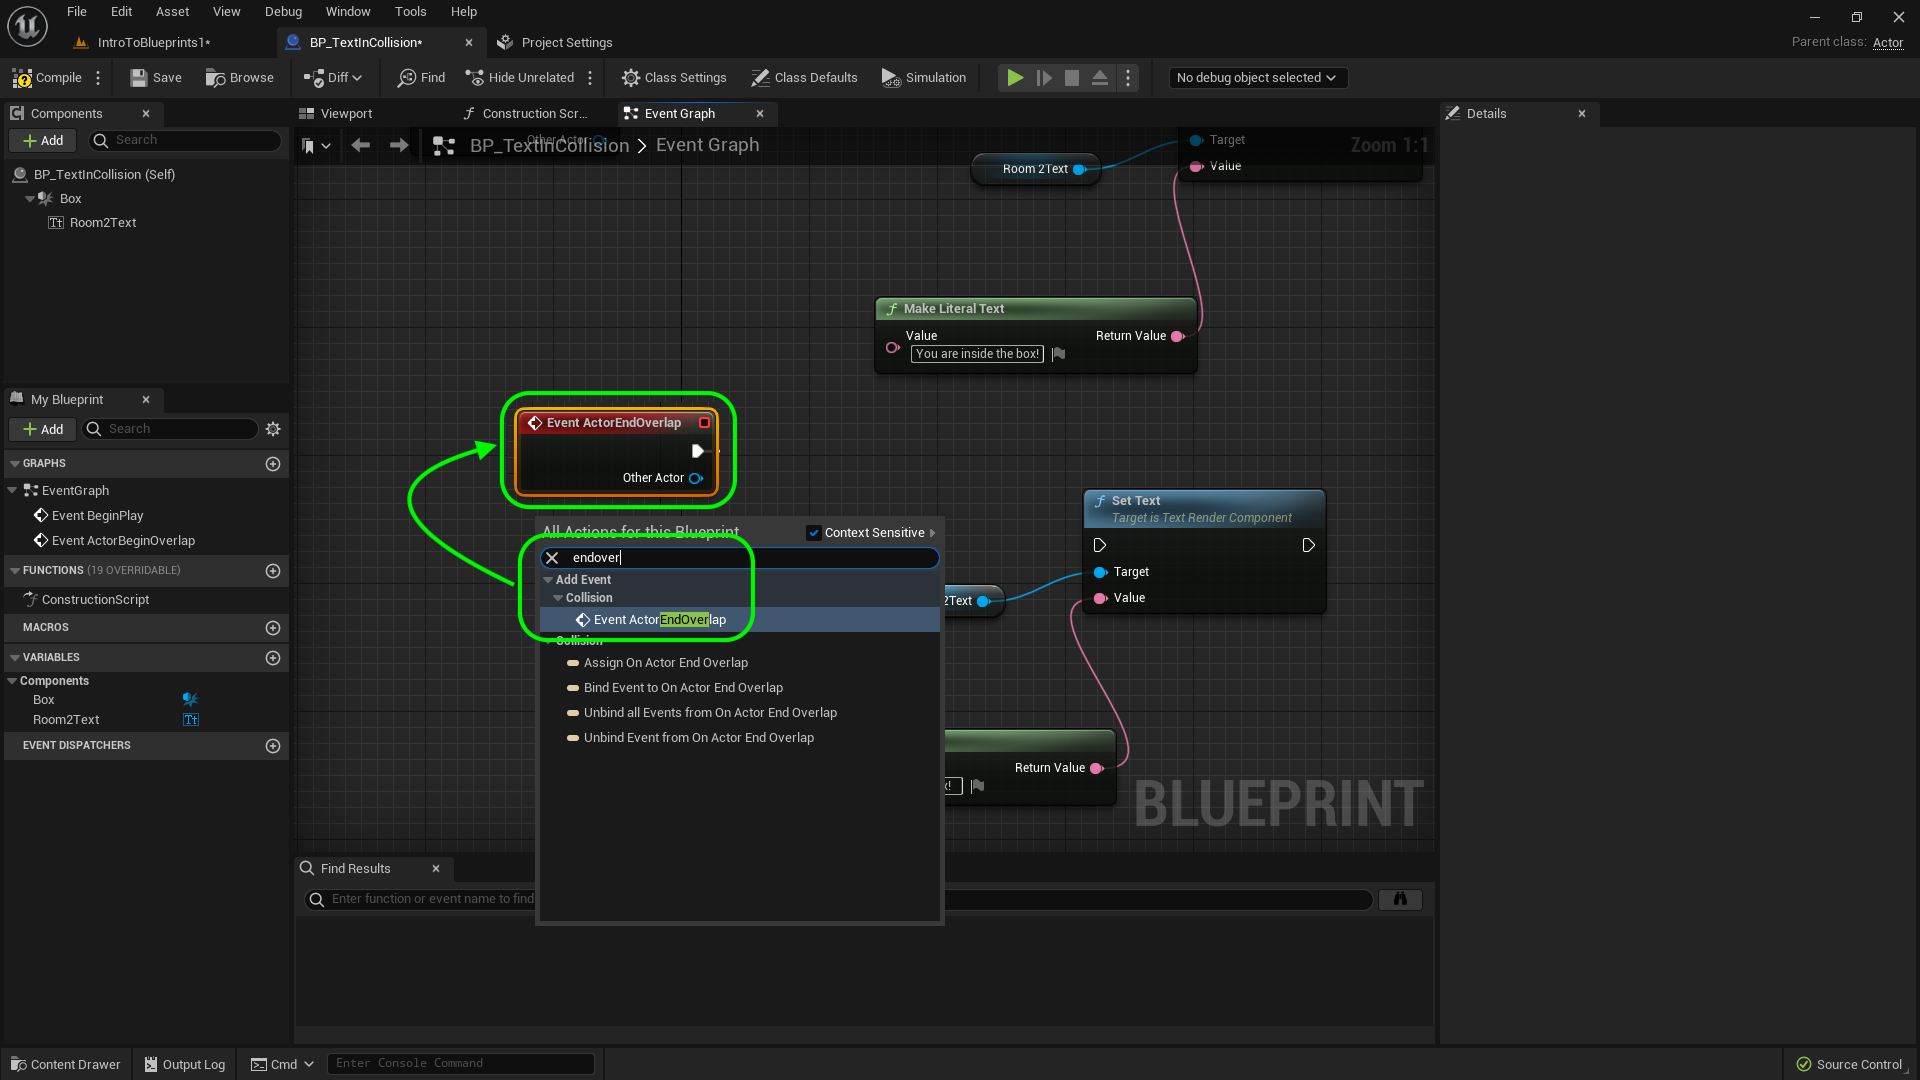 File Edit Asset View Debug Window Tools Help
IntroToBlueprints1*
BP_TextInCollision*
Project Settings
Parent class: Actor
Compile
Save
Browse
Diff
Find
Hide Unrelated
Class Settings
Class Defaults
Simulation
No debug object selected
Components
Viewport
Construction Scr...
Event Graph
Details
Add
Search
Other Actor
BP_TextInCollision > Event Graph
Zoom 1:1
Target
Value
Room 2Text
BP_TextInCollision (Self)
Box
Room2Text
Make Literal Text
Value
Return Value
You are inside the box!
My Blueprint
Add
Search
GRAPHS
EventGraph
Event BeginPlay
Event ActorBeginOverlap
FUNCTIONS (19 OVERRIDABLE)
ConstructionScript
MACROS
VARIABLES
Components
Box
Room2Text
Tt
EVENT DISPATCHERS
Event ActorEndOverlap
Other Actor
All Actions for this Blueprint
Context Sensitive
endover
Add Event
Collision
Event ActorEndOverlap
Collision
Assign On Actor End Overlap
Bind Event to On Actor End Overlap
Unbind all Events from On Actor End Overlap
Unbind Event from On Actor End Overlap
Set Text
Target is Text Render Component
Target
Value
2Text
Return Value
x!
BLUEPRINT
Find Results
Enter function or event name to find
Content Drawer
Output Log
Cmd
Enter Console Command
Source Control